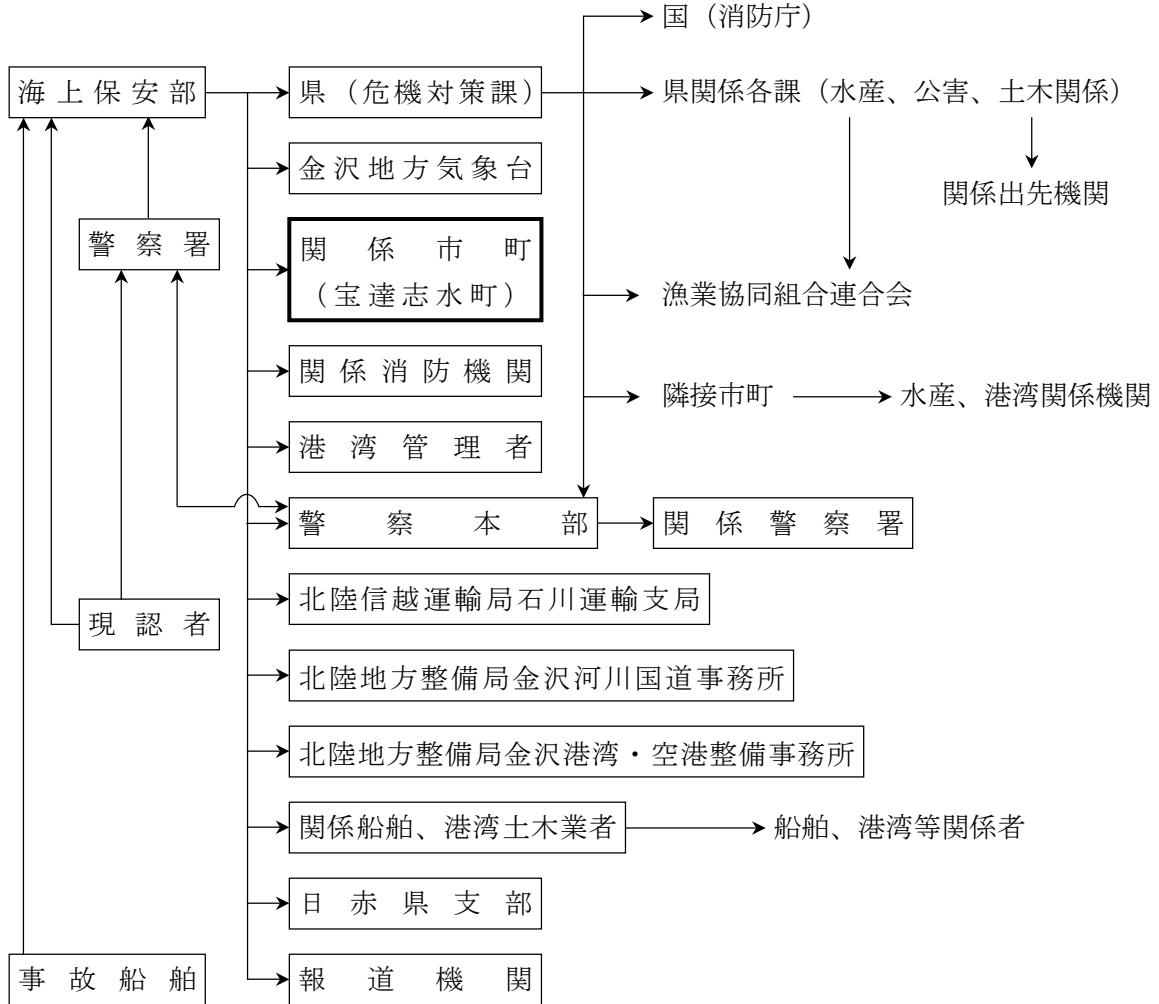 国（消防庁）
海上保安部
県（危機対策課）
県関係各課（水産、公害、土木関係）
金沢地方気象台
関係出先機関
警察署
関係市町
（宝達志水町）
漁業協同組合連合会
関係消防機関
隣接市町
水産、港湾関係機関
港湾管理者
警察本部
関係警察署
北陸信越運輸局石川運輸支局
現認者
北陸地方整備局金沢河川国道事務所
北陸地方整備局金沢港湾・空港整備事務所
関係船舶、港湾土木業者
船舶、港湾等関係者
日赤県支部
事故船舶
報道機関